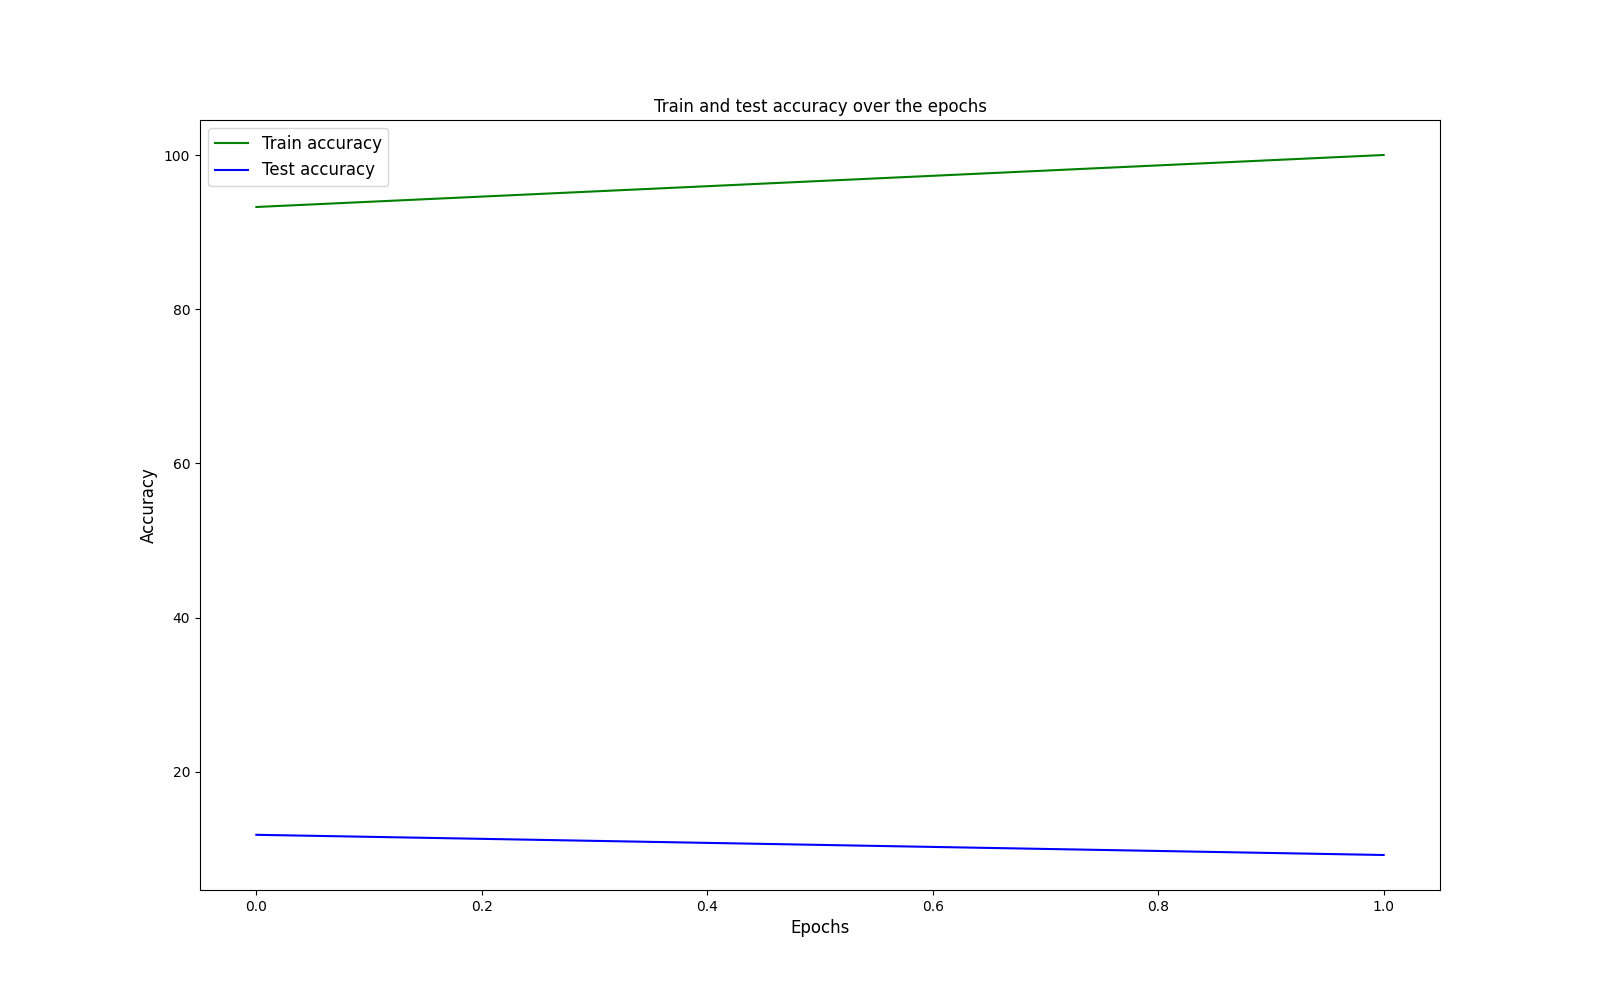 Train and test accuracy over the epochs
Train accuracy
Test accuracy
100
80
60
40
20
Accuracy
0.0 0.2 0.4 0.6 0.8 1.0
Epochs